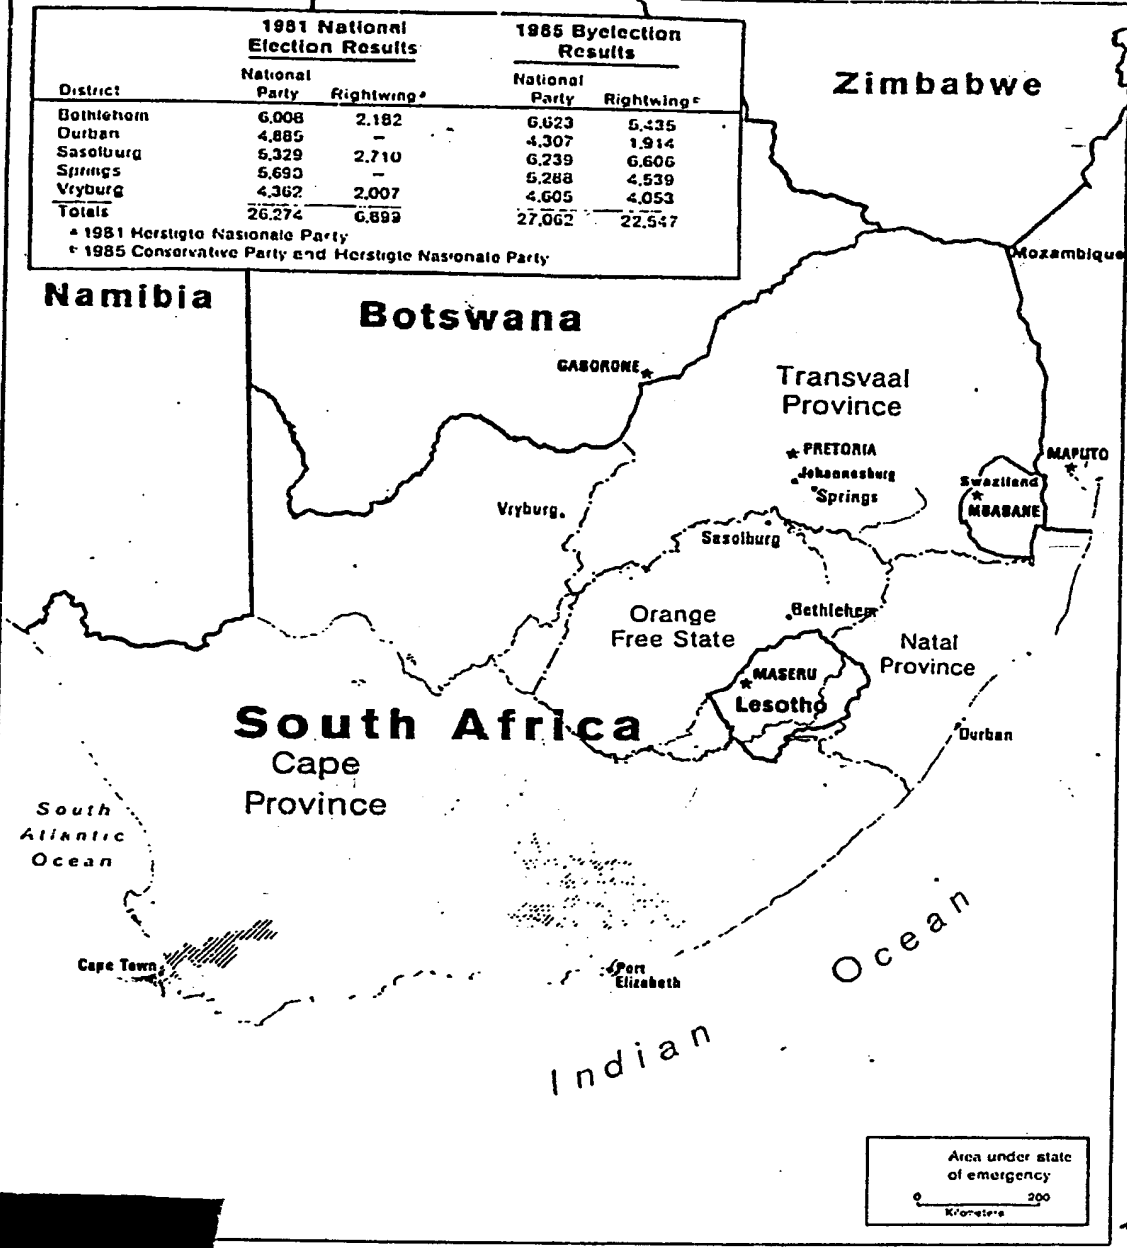 1981 National
Election Results
1985 Byelection
Results
District
National
Party
Rightwing a
National
Party
Rightwing c
Bethlehem 6,008 2,182 6,623 5,435
Durban 4,885 – 4,307 1,914
Sasolburg 5,329 2,710 6,239 6,606
Springs 5,690 – 5,288 4,539
Vryburg 4,362 2,007 4,605 4,053
Totals 26,274 6,899 27,062 22,547
a 1981 Herstigte Nasionale Party
c 1985 Conservative Party and Herstigte Nasionale Party
Zimbabwe
Mozambique
Namibia
Botswana
GABORONE
Transvaal
Province
PRETORIA
Johannesburg
Springs
MAPUTO
Swaziland
MBABANE
Vryburg
Sasolburg
Bethlehem
Orange
Free State
Natal
Province
MASERU
Lesotho
South Africa
Durban
Cape
Province
South
Atlantic
Ocean
Cape Town
Port
Elizabeth
Indian Ocean
Area under state
of emergency
0 200
Kilometers